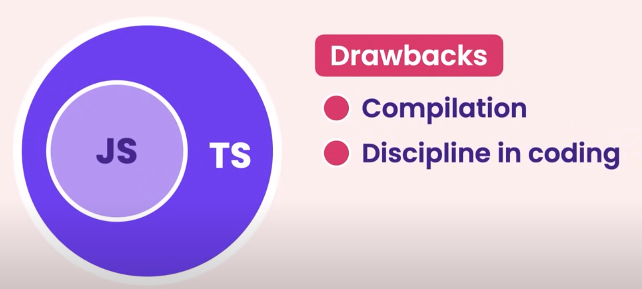 JS
TS
Drawbacks
Compilation
Discipline in coding